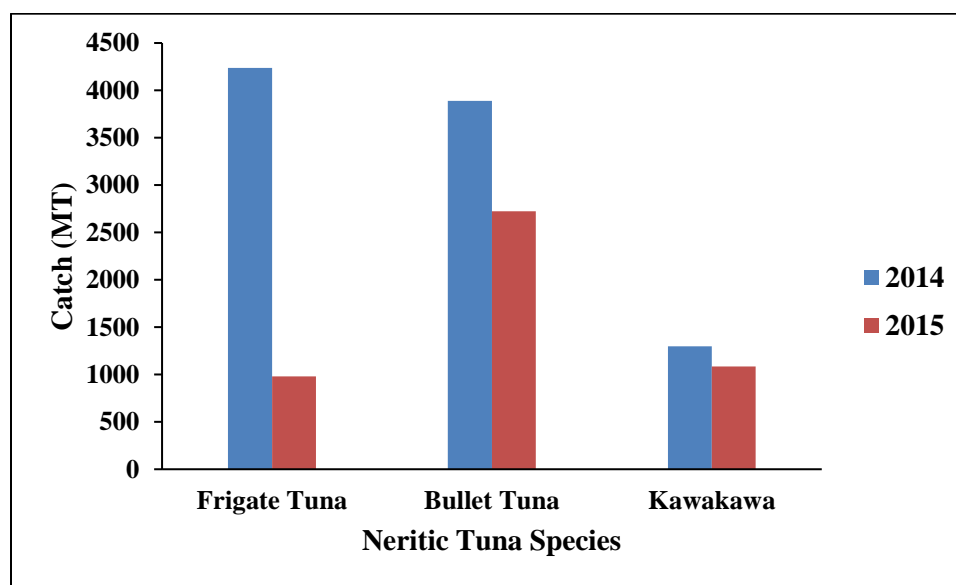 4500
4000
3500
3000
2500
2000
1500
1000
500
0
Catch (MT)
Frigate Tuna
Bullet Tuna
Kawakawa
Neritic Tuna Species
2014
2015